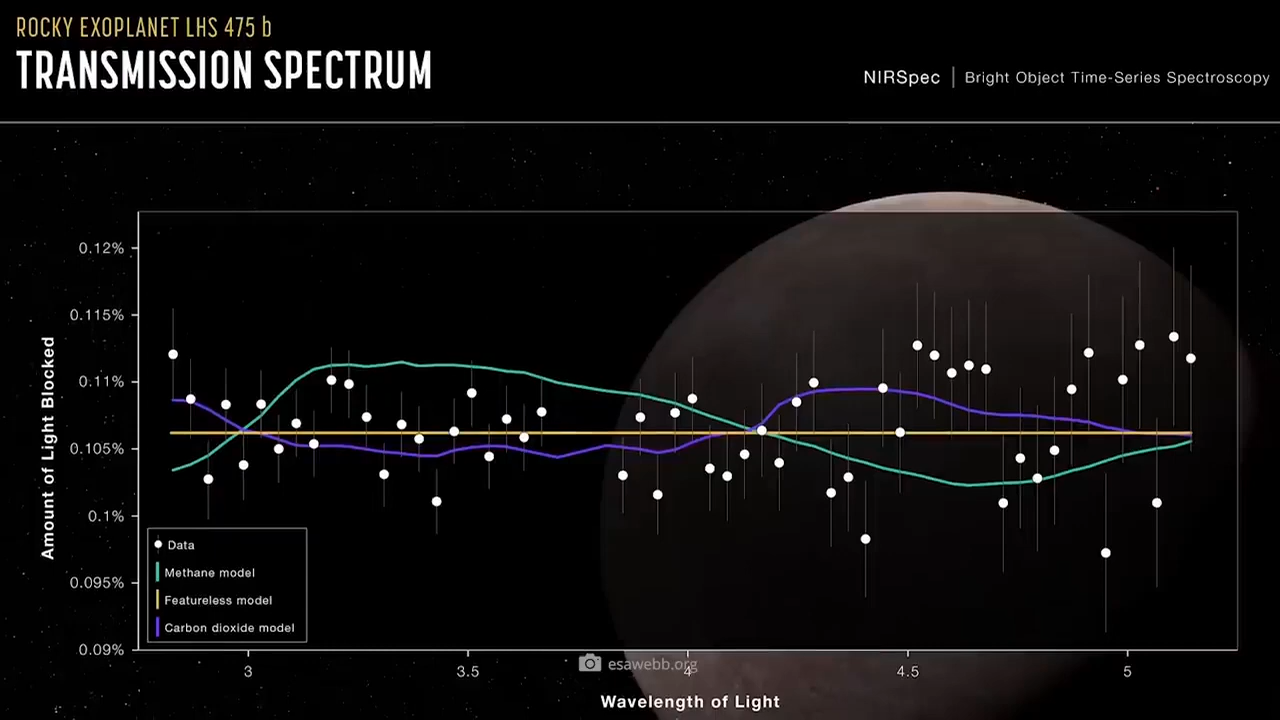 ROCKY EXOPLANET LHS 475 b
TRANSMISSION SPECTRUM
NIRSpec | Bright Object Time-Series Spectroscopy
Amount of Light Blocked
0.12%
0.115%
0.11%
0.105%
0.1%
0.095%
0.09%
Data
Methane model
Featureless model
Carbon dioxide model
3
3.5
4
4.5
5
esawebb.org
Wavelength of Light